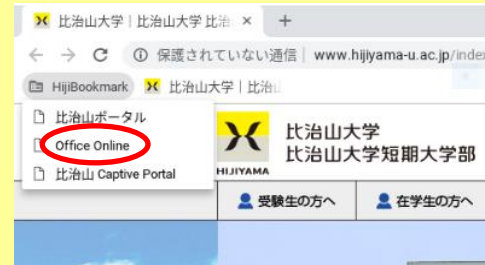 比治山大学 | 比治山大学 比治 × +
← → C ⓘ 保護されていない通信 | www.hijiyama-u.ac.jp/index
HijiBookmark 比治山大学 | 比治山
比治山ポータル
Office Online
比治山 Captive Portal
比治山大学
比治山大学短期大学部
HIJIYAMA
受験生の方へ 在学生の方へ